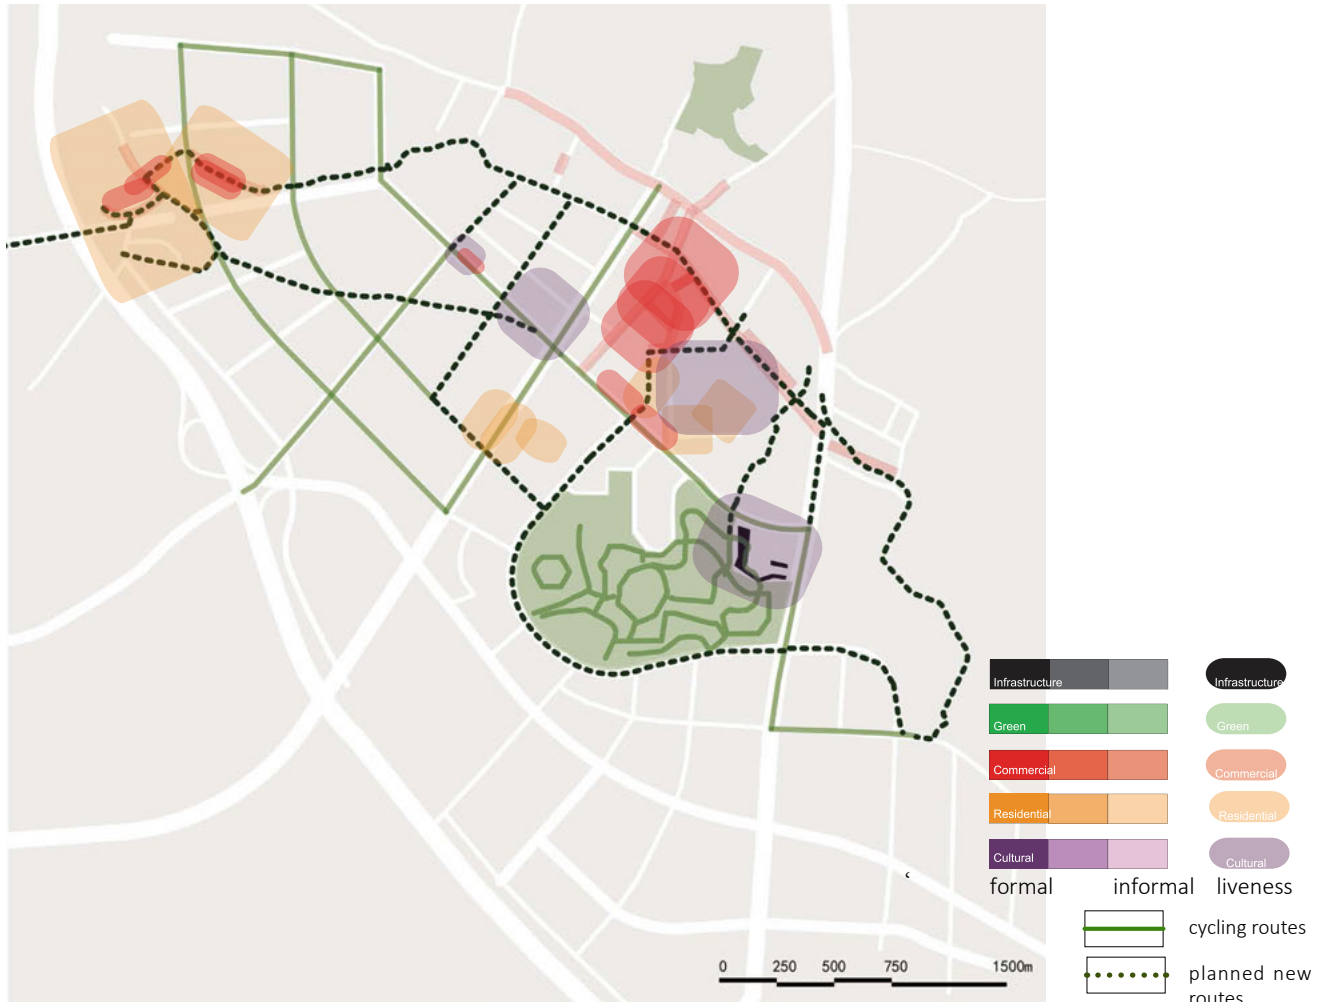 Infrastructure Infrastructure
Green Green
Commercial Commercial
Residential Residential
Cultural Cultural
formal informal liveness
cycling routes
planned new
routes
0 250 500 750 1500m